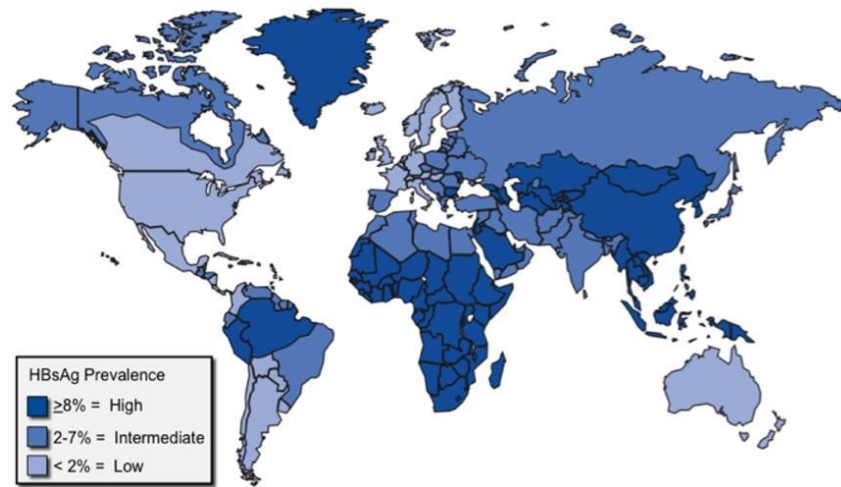 HBsAg Prevalence
≥8% = High
2-7% = Intermediate
< 2% = Low